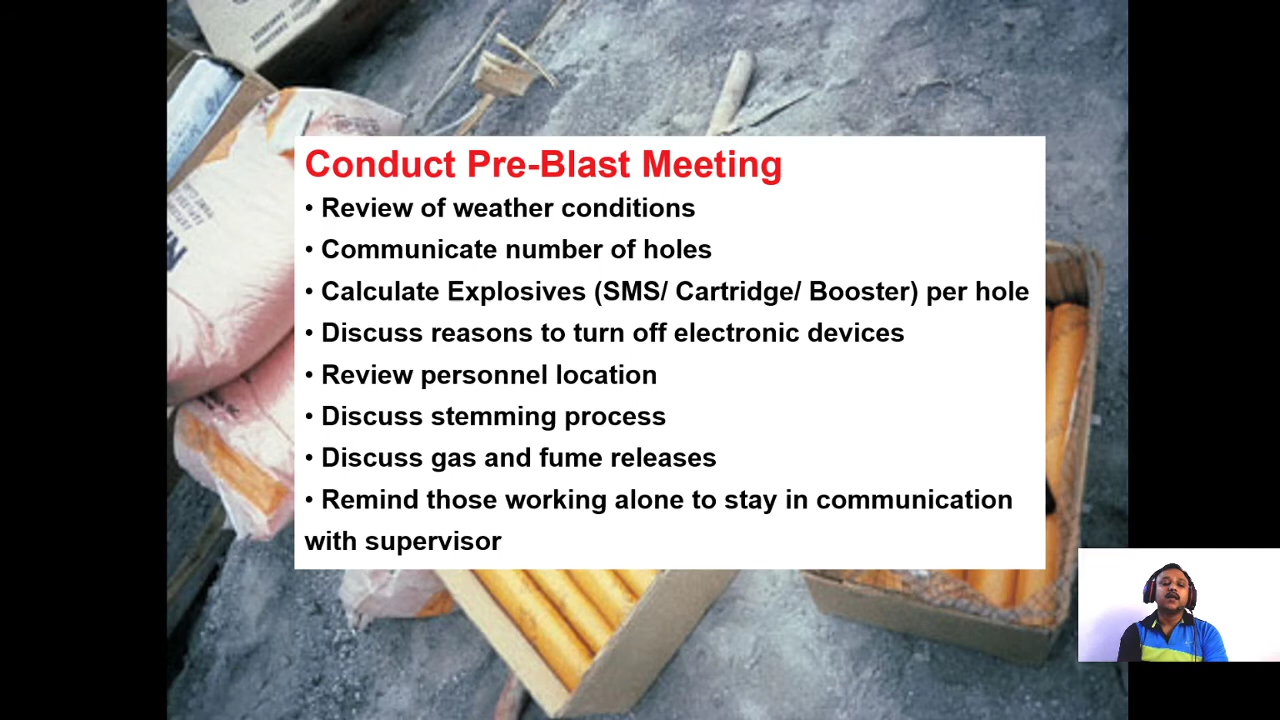 Conduct Pre-Blast Meeting
• Review of weather conditions
• Communicate number of holes
• Calculate Explosives (SMS/ Cartridge/ Booster) per hole
• Discuss reasons to turn off electronic devices
• Review personnel location
• Discuss stemming process
• Discuss gas and fume releases
• Remind those working alone to stay in communication
with supervisor